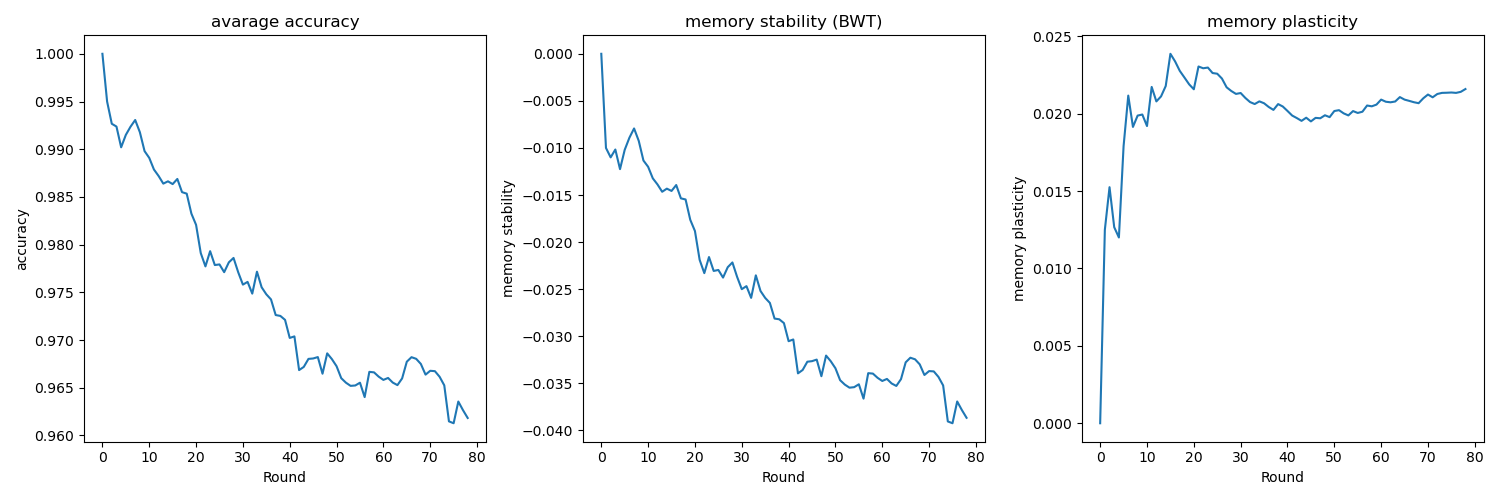 avarage accuracy
accuracy
1.000
0.995
0.990
0.985
0.980
0.975
0.970
0.965
0.960
0 10 20 30 40 50 60 70 80
Round
memory stability (BWT)
memory stability
0.000
−0.005
−0.010
−0.015
−0.020
−0.025
−0.030
−0.035
−0.040
0 10 20 30 40 50 60 70 80
Round
memory plasticity
memory plasticity
0.025
0.020
0.015
0.010
0.005
0.000
0 10 20 30 40 50 60 70 80
Round